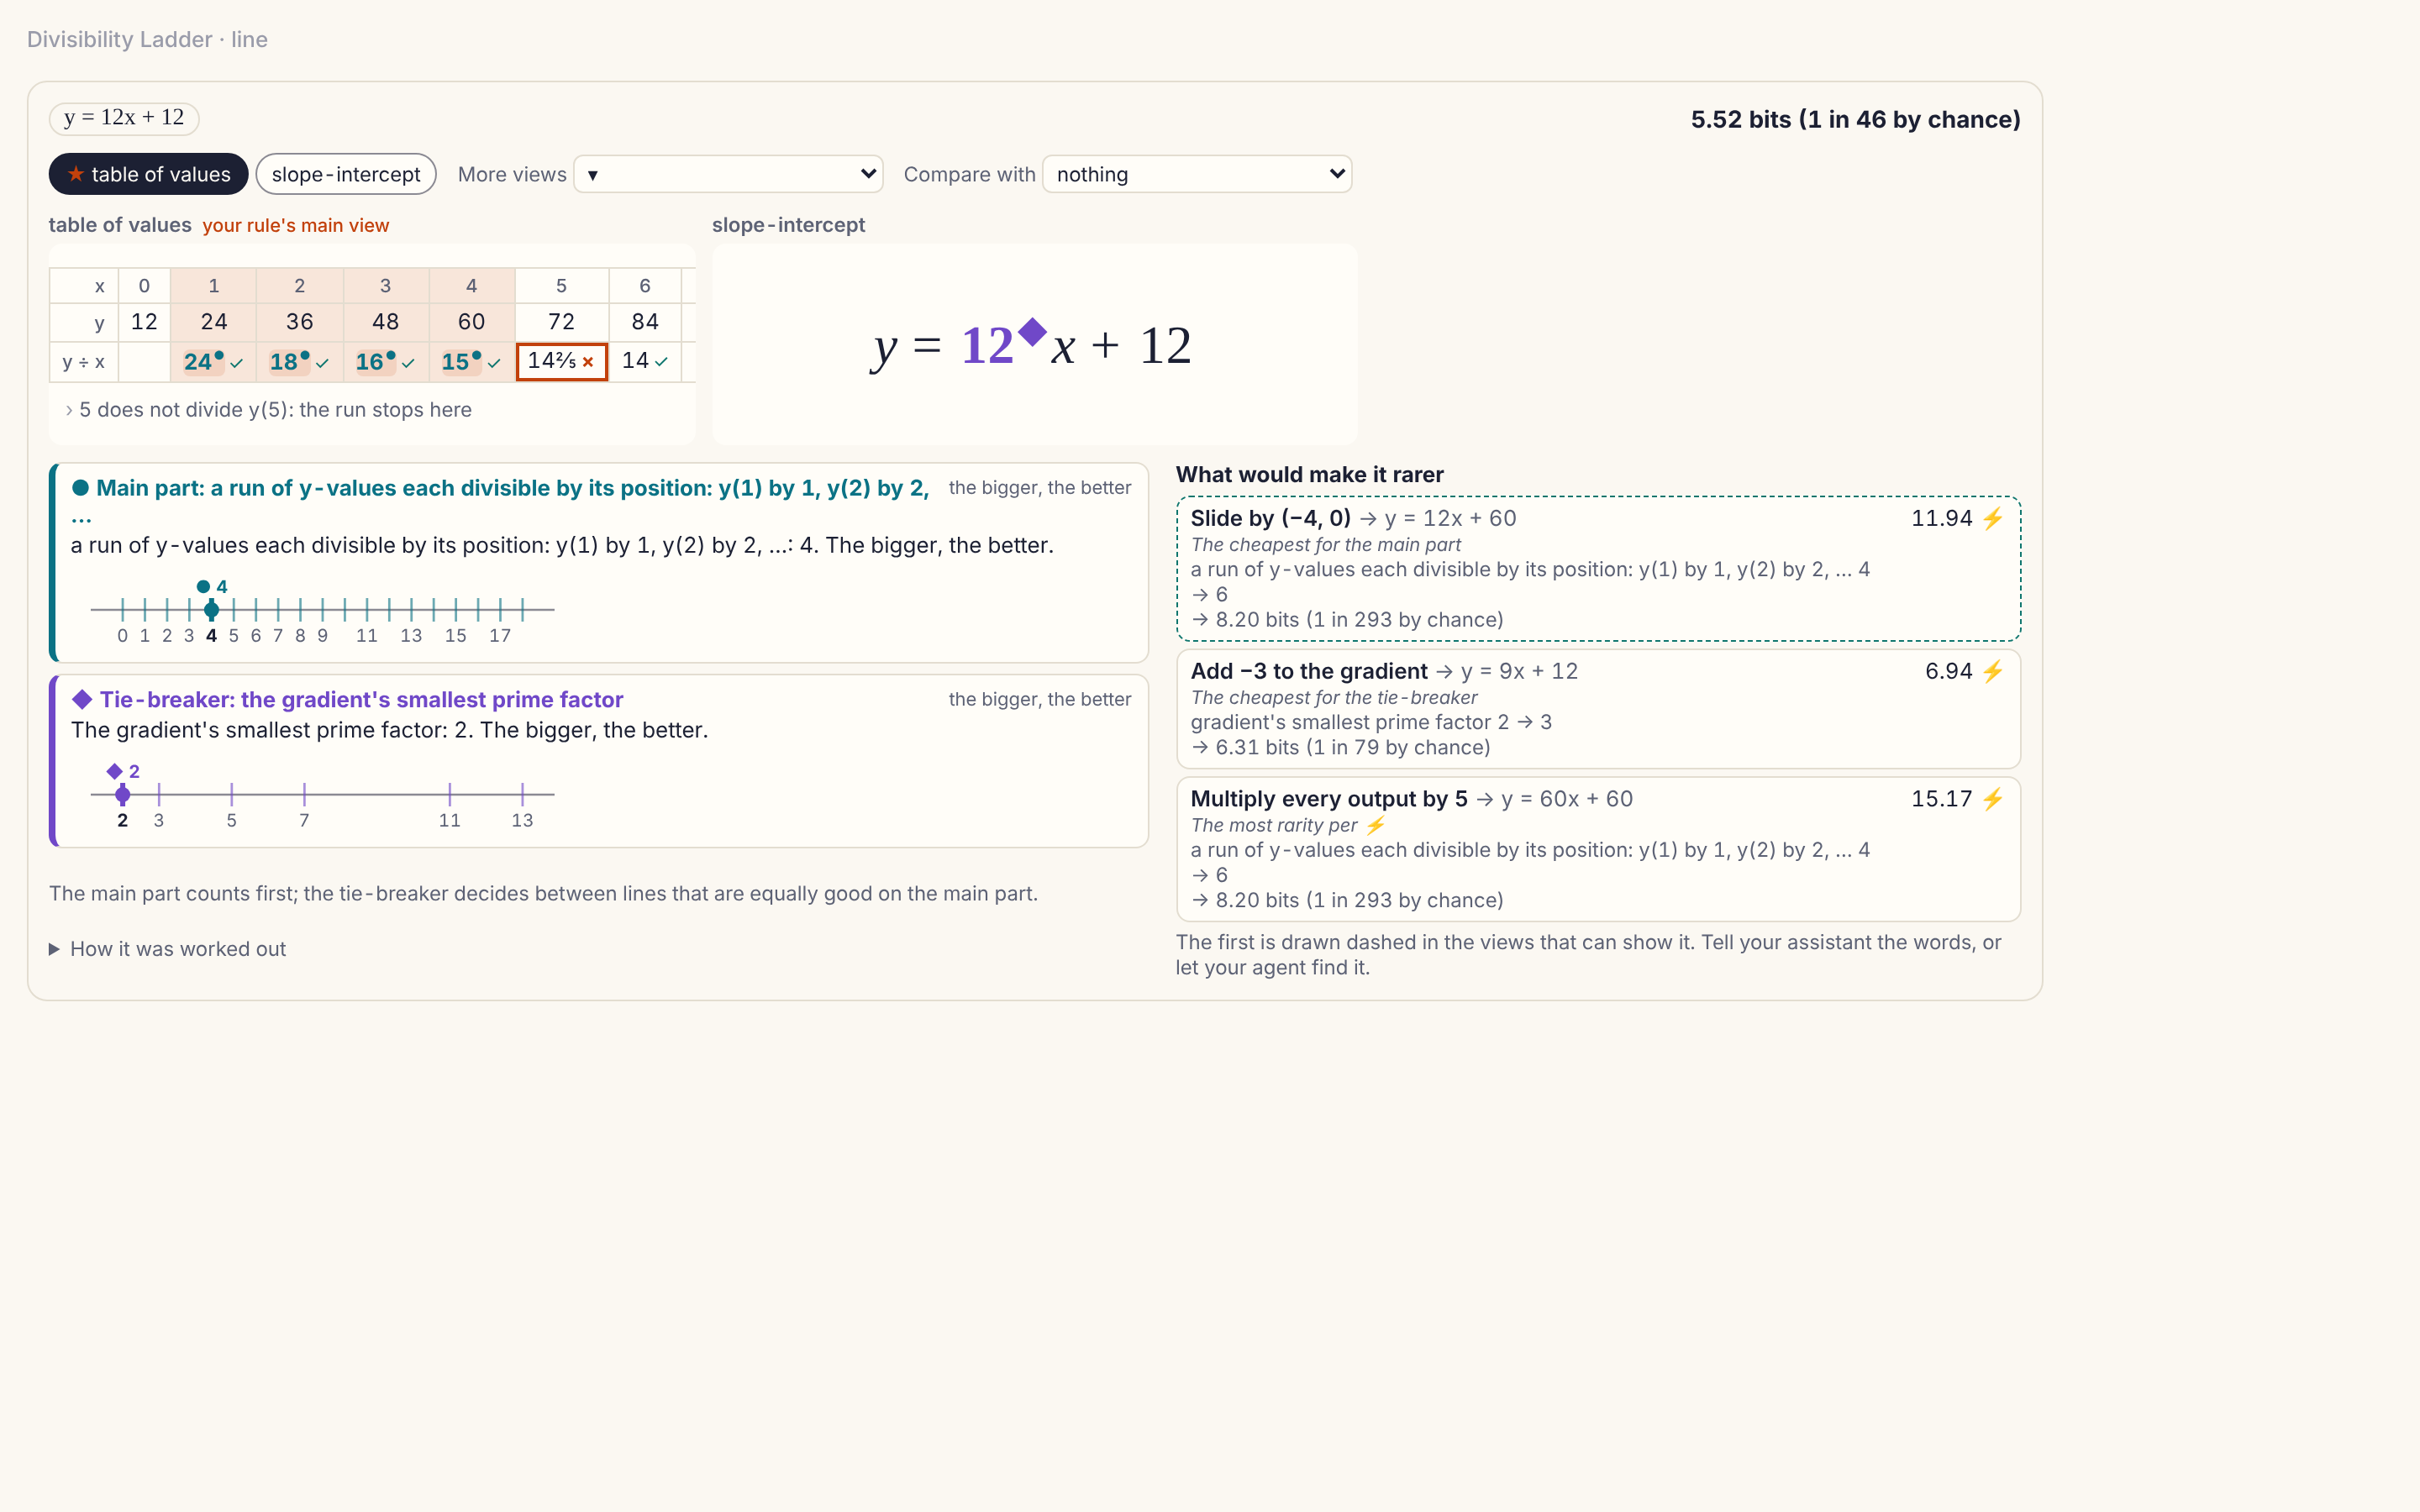 Divisibility Ladder · line
y = 12x + 12
5.52 bits (1 in 46 by chance)
★ table of values
slope-intercept
More views ▾
Compare with nothing
table of values your rule's main view
slope-intercept
x 0 1 2 3 4 5 6
y 12 24 36 48 60 72 84
y ÷ x 24 ✓ 18 ✓ 16 ✓ 15 ✓ 14⅖ × 14 ✓
› 5 does not divide y(5): the run stops here
y = 12◆x + 12
● Main part: a run of y-values each divisible by its position: y(1) by 1, y(2) by 2, the bigger, the better
...
a run of y-values each divisible by its position: y(1) by 1, y(2) by 2, ...: 4. The bigger, the better.
● 4
0 1 2 3 4 5 6 7 8 9 11 13 15 17
◆ Tie-breaker: the gradient's smallest prime factor the bigger, the better
The gradient's smallest prime factor: 2. The bigger, the better.
◆ 2
2 3 5 7 11 13
The main part counts first; the tie-breaker decides between lines that are equally good on the main part.
▶ How it was worked out
What would make it rarer
Slide by (−4, 0) → y = 12x + 60 11.94 ⚡
The cheapest for the main part
a run of y-values each divisible by its position: y(1) by 1, y(2) by 2, ... 4
→ 6
→ 8.20 bits (1 in 293 by chance)
Add −3 to the gradient → y = 9x + 12 6.94 ⚡
The cheapest for the tie-breaker
gradient's smallest prime factor 2 → 3
→ 6.31 bits (1 in 79 by chance)
Multiply every output by 5 → y = 60x + 60 15.17 ⚡
The most rarity per ⚡
a run of y-values each divisible by its position: y(1) by 1, y(2) by 2, ... 4
→ 6
→ 8.20 bits (1 in 293 by chance)
The first is drawn dashed in the views that can show it. Tell your assistant the words, or
let your agent find it.